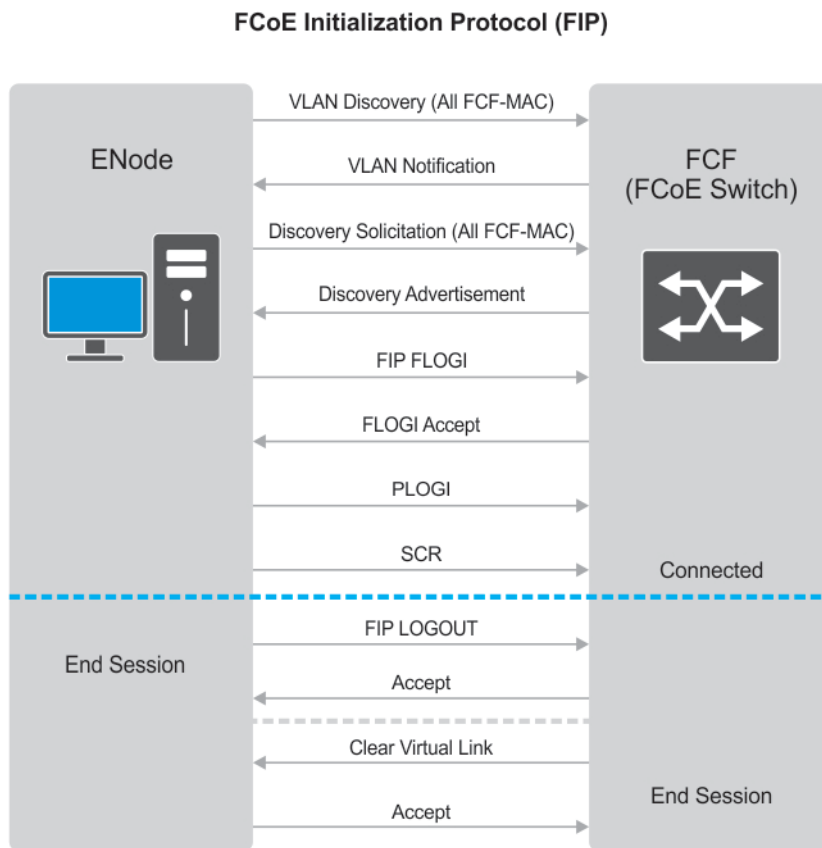 FCoE Initialization Protocol (FIP)
VLAN Discovery (All FCF-MAC)
ENode
VLAN Notification
FCF
(FCoE Switch)
Discovery Solicitation (All FCF-MAC)
Discovery Advertisement
FIP FLOGI
FLOGI Accept
PLOGI
SCR
Connected
FIP LOGOUT
End Session
Accept
Clear Virtual Link
End Session
Accept